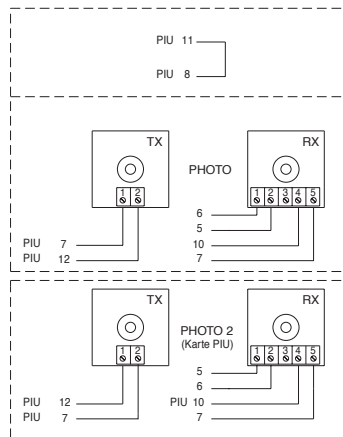 PIU 11
PIU 8
TX
RX
PHOTO
1 2
1 2 3 4 5
6
5
10
7
PIU 7
PIU 12
TX
RX
PHOTO 2
(Karte PIU)
1 2
1 2 3 4 5
5
6
PIU 10
7
PIU 12
PIU 7